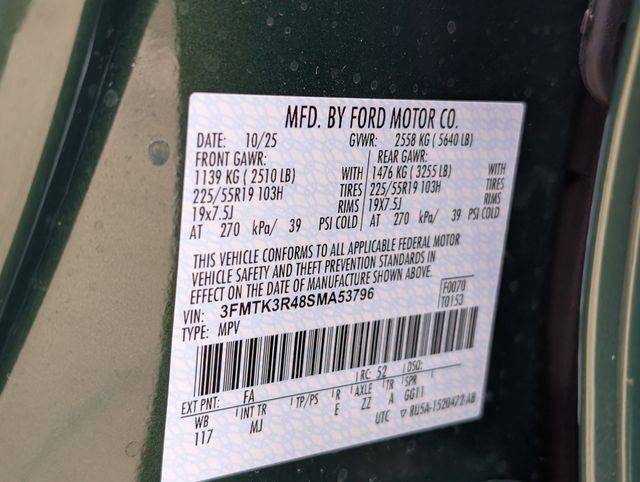 MFD. BY FORD MOTOR CO.
DATE: 10/25 GVWR: 2558 KG ( 5640 LB)
FRONT GAWR: REAR GAWR:
1139 KG ( 2510 LB) WITH 1476 KG ( 3255 LB) WITH
225/55R19 103H TIRES 225/55R19 103H TIRES
19x7.5J RIMS 19x7.5J RIMS
AT 270 kPa/ 39 PSI COLD AT 270 kPa/ 39 PSI COLD
THIS VEHICLE CONFORMS TO ALL APPLICABLE FEDERAL MOTOR
VEHICLE SAFETY AND THEFT PREVENTION STANDARDS IN
EFFECT ON THE DATE OF MANUFACTURE SHOWN ABOVE.
VIN: 3FMTK3R48SMA53796 F0070
TYPE: MPV T0153
RC: 52 DSO:
EXT PNT: FA
WB INT TR TP/PS R AXLE TR SPR
117 MJ E ZZ A GG11
UTC ▽ RU5A-1520472-AB